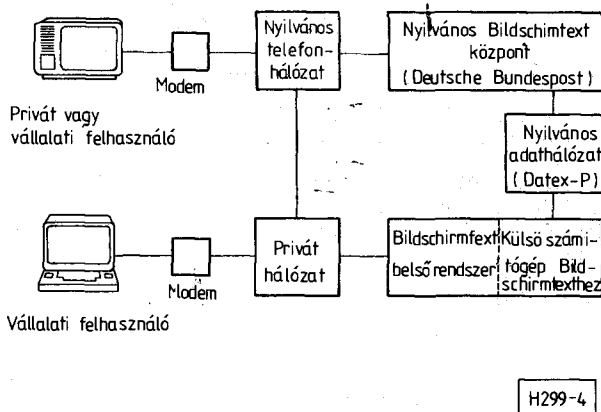 Nyilvános
telefon-
hálózat
Nyilvános Bildschimtext
központ
(Deutsche Bundespost)
Modem
Privát vagy
vállalati felhasználó
Nyilvános
adathálózat
(Datex-P)
Privát
hálózat
Bildschirmfext
belső rendszer
Külső számí-
tógép Bild-
schirmtexthez
Modem
Vállalati felhasználó
H299-4